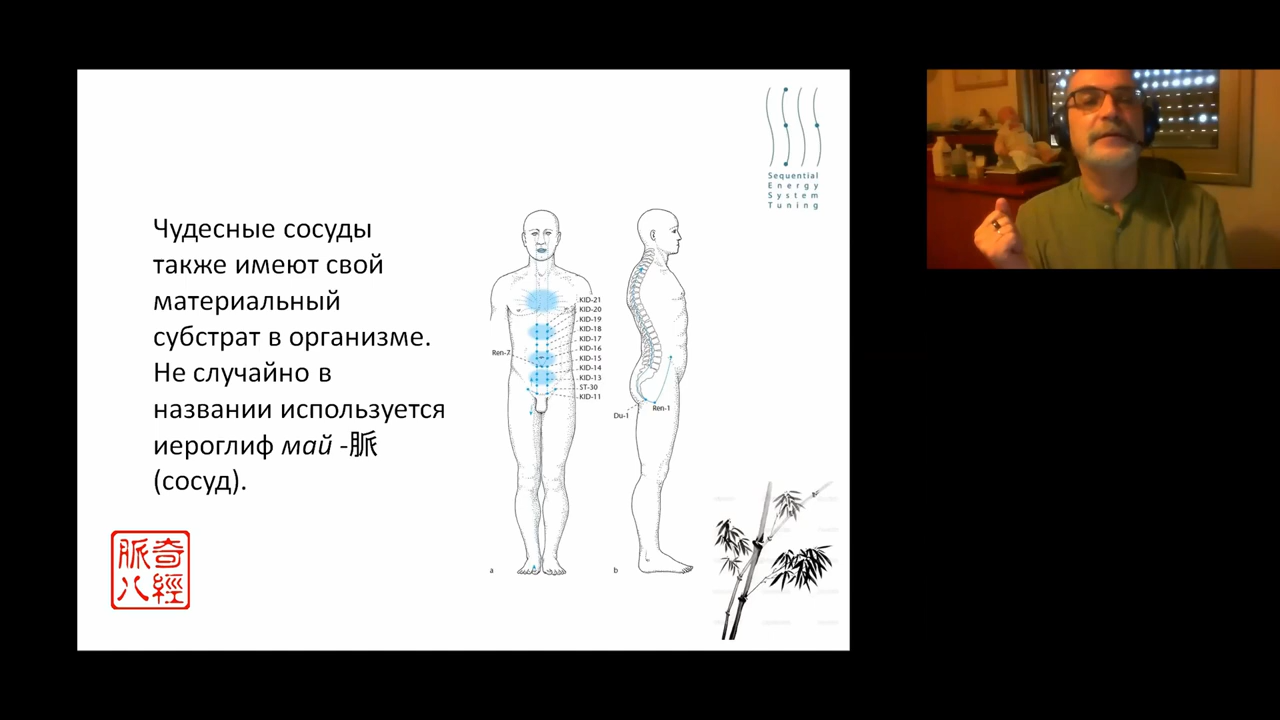 Чудесные сосуды
также имеют свой
материальный
субстрат в организме.
Не случайно в
названии используется
иероглиф май -脈
(сосуд).
Sequential
Energy
System
Tuning
KID-21
KID-20
KID-19
KID-18
KID-17
KID-16
KID-15
KID-14
KID-13
ST-30
KID-11
Ren-7
Du-1
Ren-1
a
b
奇經
八脈